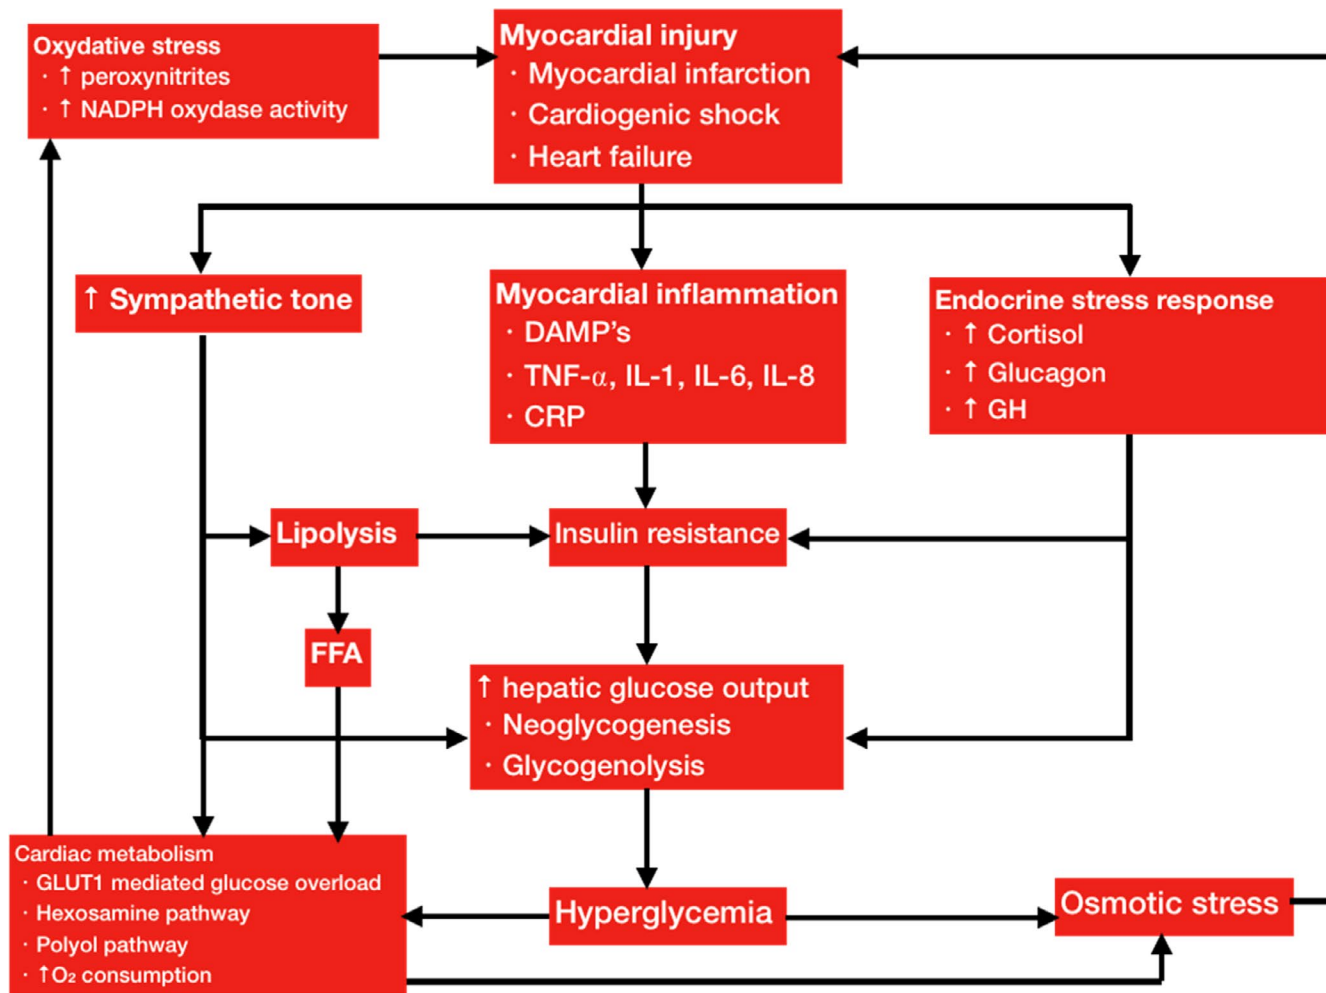 Oxydative stress
· ↑ peroxynitrites
· ↑ NADPH oxydase activity
Myocardial injury
· Myocardial infarction
· Cardiogenic shock
· Heart failure
↑ Sympathetic tone
Myocardial inflammation
· DAMP's
· TNF-α, IL-1, IL-6, IL-8
· CRP
Endocrine stress response
· ↑ Cortisol
· ↑ Glucagon
· ↑ GH
Lipolysis
Insulin resistance
FFA
↑ hepatic glucose output
· Neoglycogenesis
· Glycogenolysis
Cardiac metabolism
· GLUT1 mediated glucose overload
· Hexosamine pathway
· Polyol pathway
· ↑O₂ consumption
Hyperglycemia
Osmotic stress